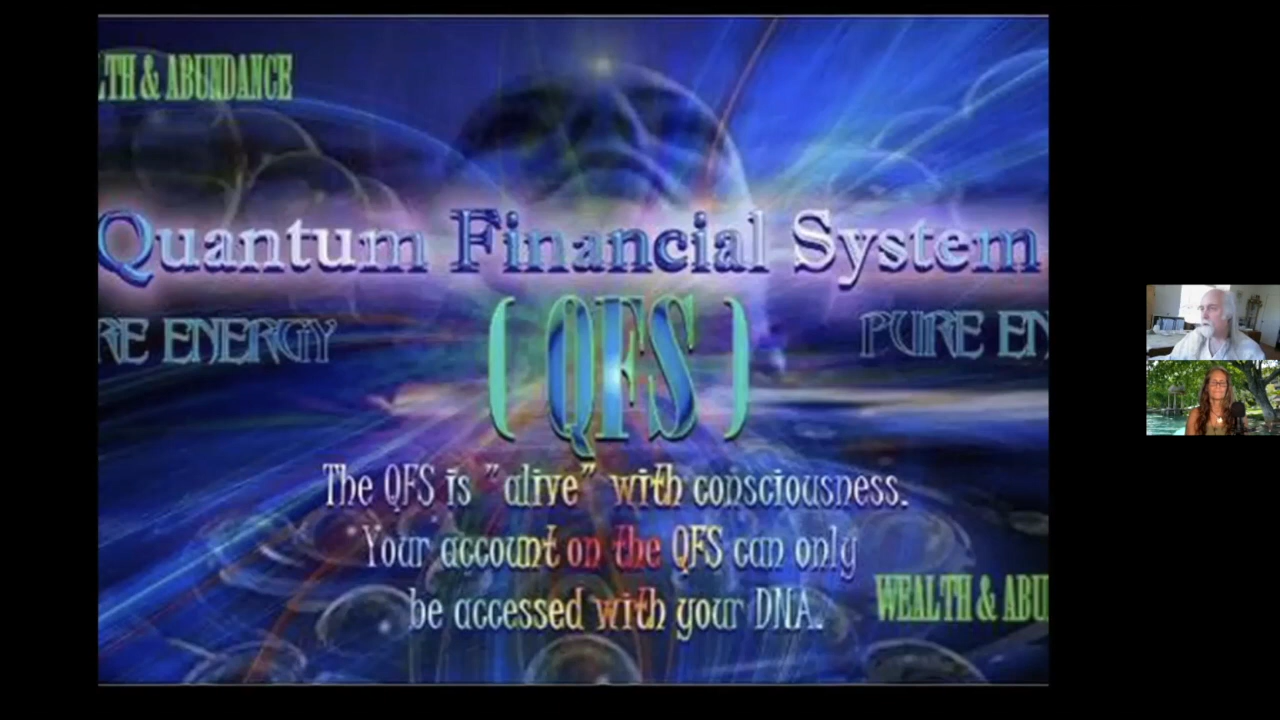 LTH & ABUNDANCE
Quantum Financial System
RE ENERGY
( QFS )
PURE EN
The QFS is "alive" with consciousness.
Your account on the QFS can only
be accessed with your DNA.
WEALTH & ABU